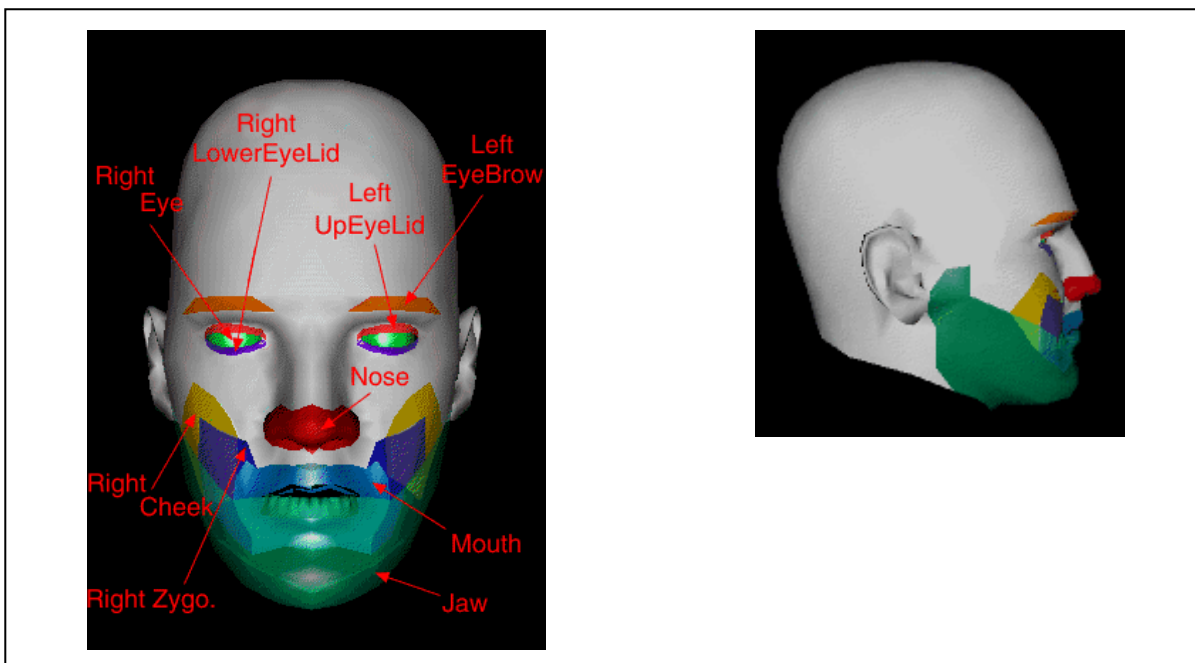 Right
LowerEyeLid
Left
EyeBrow
Right
Eye
Left
UpEyeLid
Nose
Right
Cheek
Mouth
Right Zygo.
Jaw